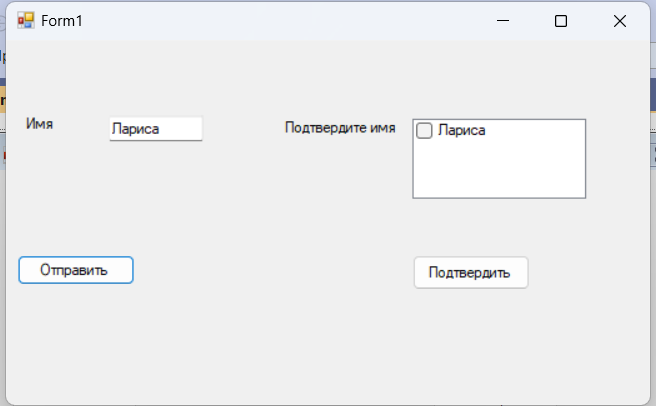 Form1
Имя
Лариса
Подтвердите имя
Лариса
Отправить
Подтвердить